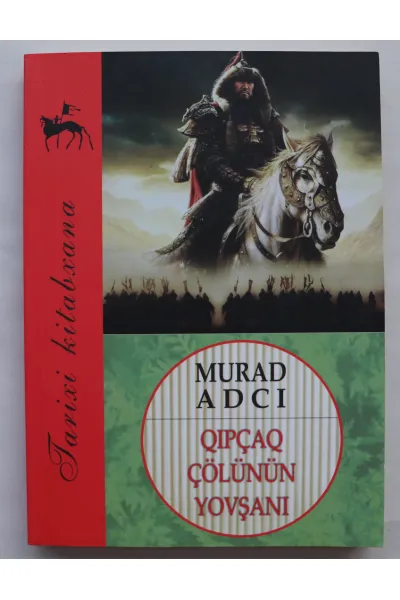 Tarixi kitabxana
MURAD
ADCI
QIPÇAQ
ÇÖLÜNÜN
YOVŞANI